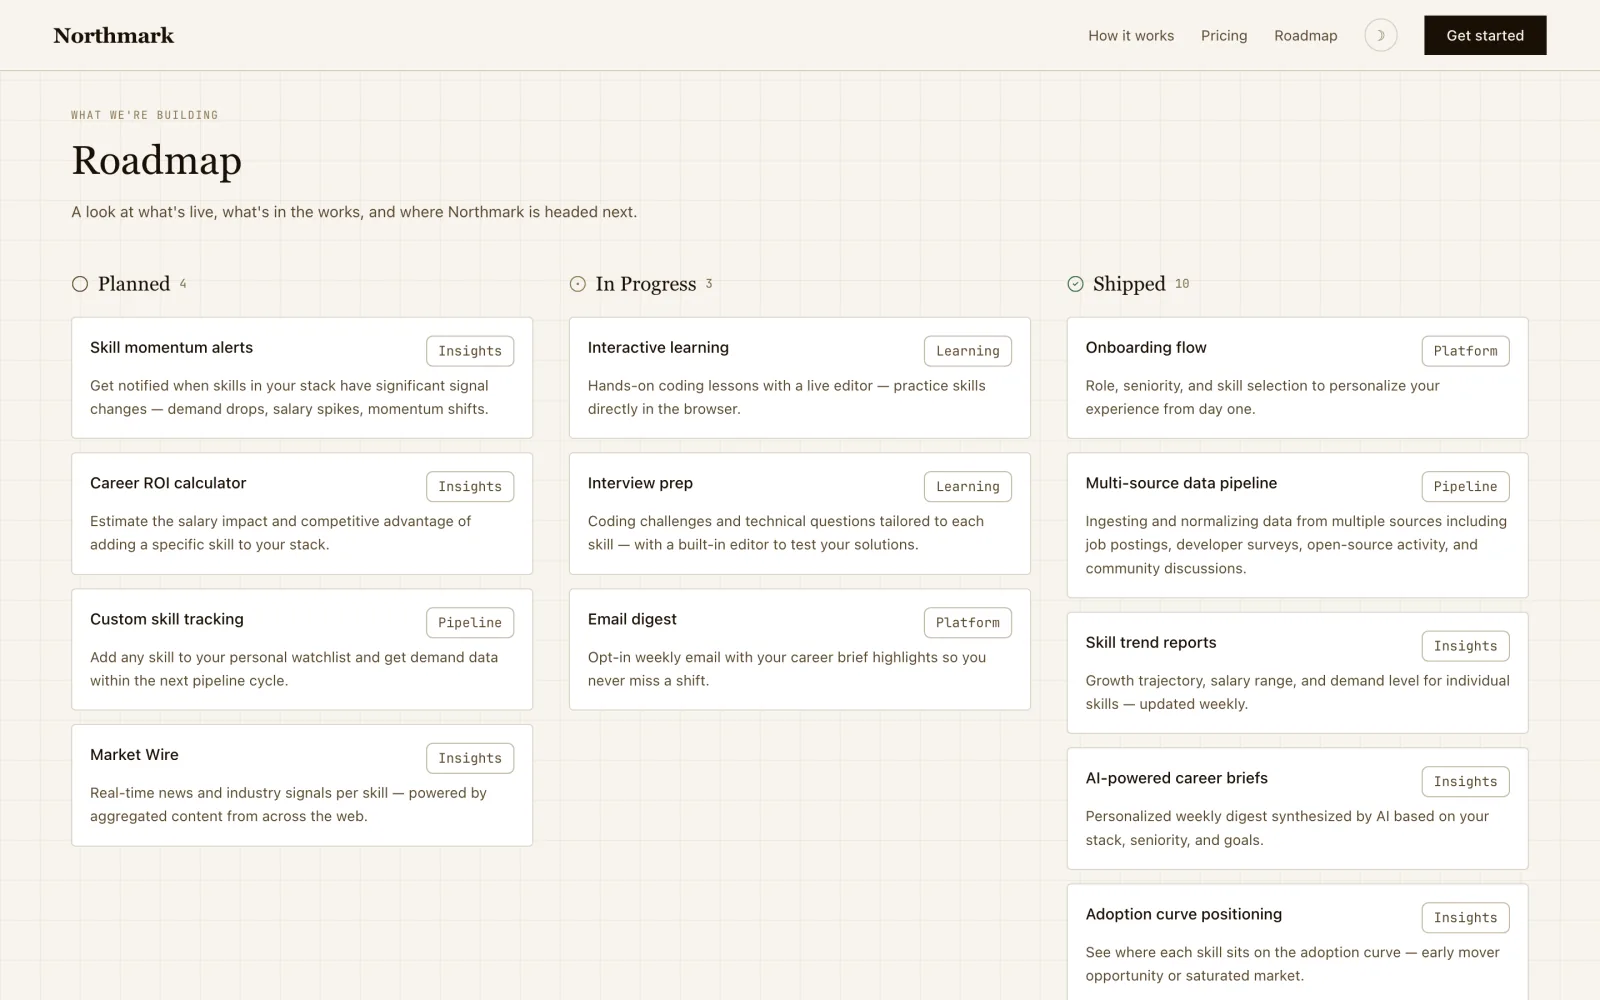 Northmark
How it works
Pricing
Roadmap
Get started
WHAT WE'RE BUILDING
Roadmap
A look at what's live, what's in the works, and where Northmark is headed next.
Planned 4
Skill momentum alerts
Insights
Get notified when skills in your stack have significant signal
changes — demand drops, salary spikes, momentum shifts.
Career ROI calculator
Insights
Estimate the salary impact and competitive advantage of
adding a specific skill to your stack.
Custom skill tracking
Pipeline
Add any skill to your personal watchlist and get demand data
within the next pipeline cycle.
Market Wire
Insights
Real-time news and industry signals per skill — powered by
aggregated content from across the web.
In Progress 3
Interactive learning
Learning
Hands-on coding lessons with a live editor — practice skills
directly in the browser.
Interview prep
Learning
Coding challenges and technical questions tailored to each
skill — with a built-in editor to test your solutions.
Email digest
Platform
Opt-in weekly email with your career brief highlights so you
never miss a shift.
Shipped 10
Onboarding flow
Platform
Role, seniority, and skill selection to personalize your
experience from day one.
Multi-source data pipeline
Pipeline
Ingesting and normalizing data from multiple sources including
job postings, developer surveys, open-source activity, and
community discussions.
Skill trend reports
Insights
Growth trajectory, salary range, and demand level for individual
skills — updated weekly.
AI-powered career briefs
Insights
Personalized weekly digest synthesized by AI based on your
stack, seniority, and goals.
Adoption curve positioning
Insights
See where each skill sits on the adoption curve — early mover
opportunity or saturated market.